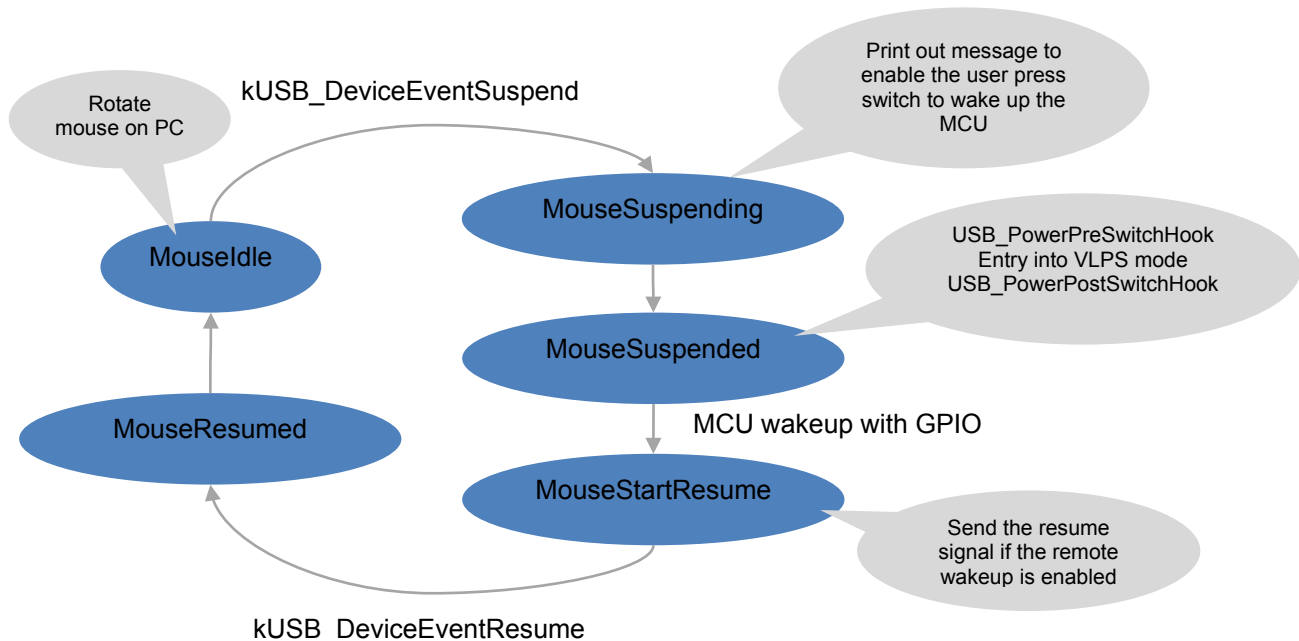 Print out message to
enable the user press
switch to wake up the
MCU
kUSB_DeviceEventSuspend
Rotate
mouse on PC
MouseSuspending
USB_PowerPreSwitchHook
Entry into VLPS mode
USB_PowerPostSwitchHook
MouseIdle
MouseSuspended
MCU wakeup with GPIO
MouseResumed
MouseStartResume
Send the resume
signal if the remote
wakeup is enabled
kUSB_DeviceEventResume